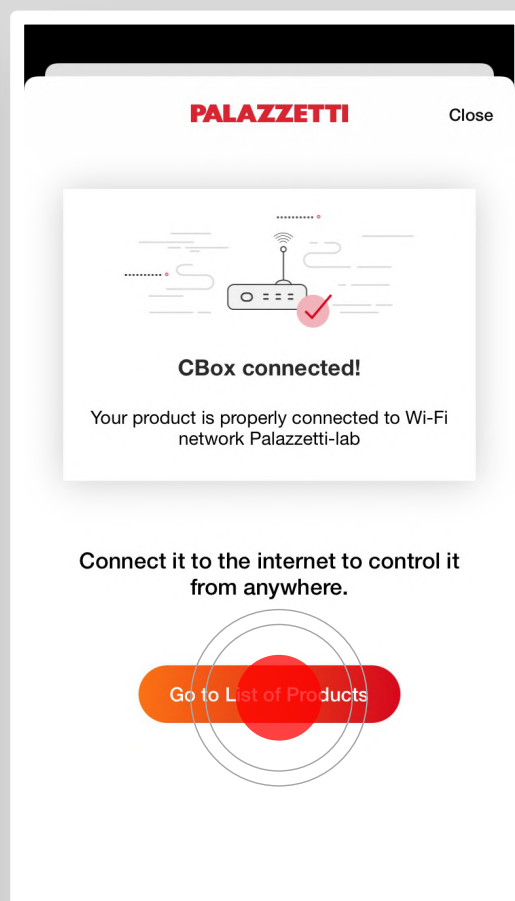 PALAZZETTI
Close
CBox connected!
Your product is properly connected to Wi-Fi
network Palazzetti-lab
Connect it to the internet to control it
from anywhere.
Go to List of Products